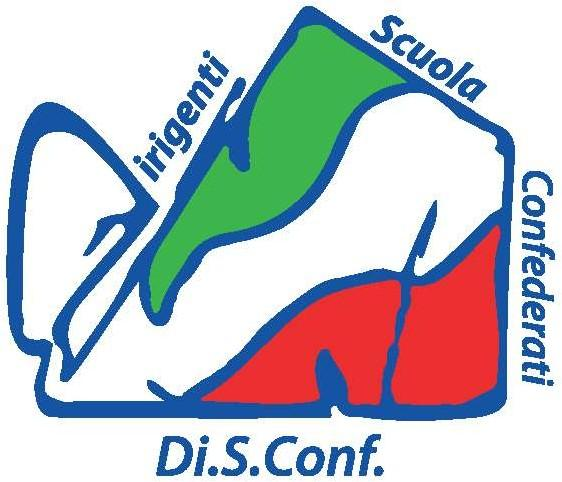 irigenti
Scuola
Confederati
Di.S.Conf.